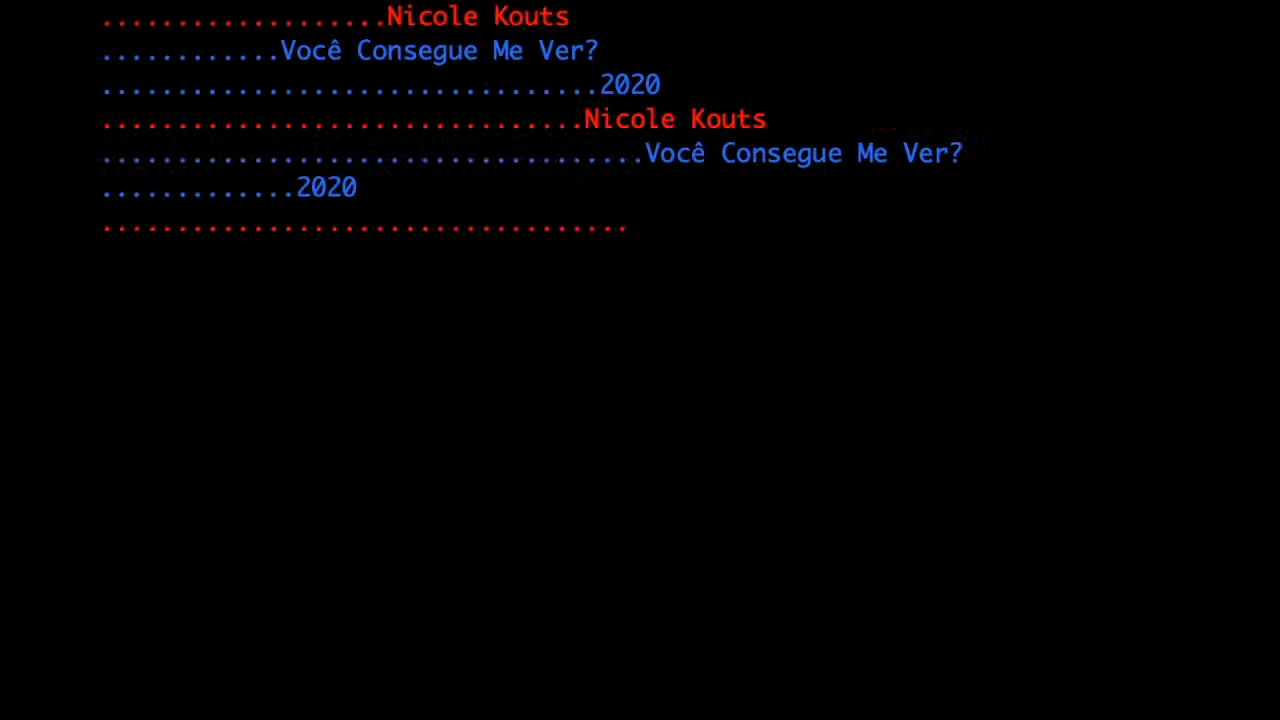 ...................Nicole Kouts
............Você Consegue Me Ver?
.................................2020
................................Nicole Kouts
....................................Você Consegue Me Ver?
.............2020
...................................